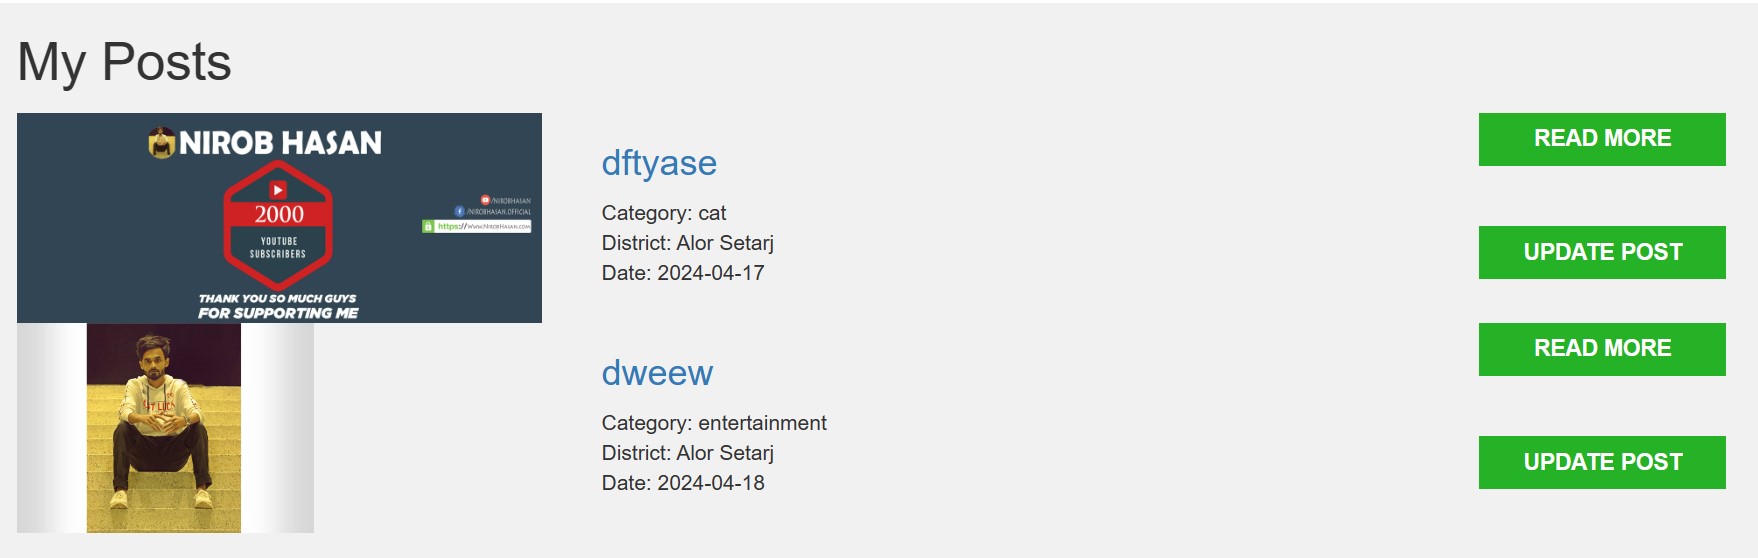 My Posts
NIROB HASAN
2000
YOUTUBE
SUBSCRIBERS
/NIROBHASAN
/NIROBHASAN.OFFICIAL
https://www.NirobHasan.com
THANK YOU SO MUCH GUYS
FOR SUPPORTING ME
dftyase
Category: cat
District: Alor Setarj
Date: 2024-04-17
READ MORE
UPDATE POST
dweew
Category: entertainment
District: Alor Setarj
Date: 2024-04-18
READ MORE
UPDATE POST